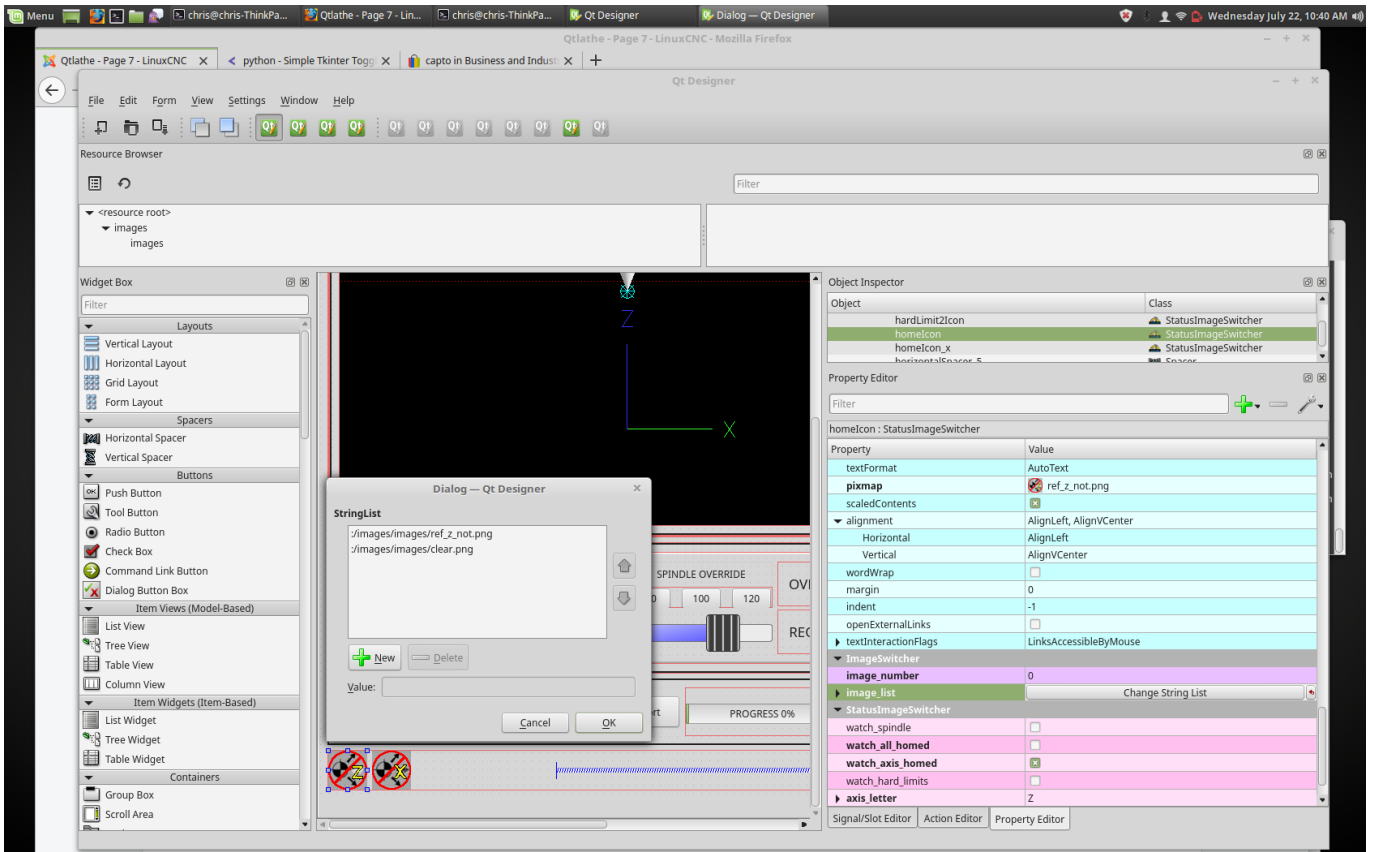 Menu
chris@chris-ThinkPa...
Qtlathe - Page 7 - Lin...
chris@chris-ThinkPa...
Qt Designer
Dialog — Qt Designer
Wednesday July 22, 10:40 AM
Qtlathe - Page 7 - LinuxCNC - Mozilla Firefox
Qtlathe - Page 7 - LinuxCNC
python - Simple Tkinter Togg
capto in Business and Indust
Qt Designer
File Edit Form View Settings Window Help
Resource Browser
Filter
<resource root>
images
images
Widget Box
Filter
Layouts
Vertical Layout
Horizontal Layout
Grid Layout
Form Layout
Spacers
Horizontal Spacer
Vertical Spacer
Buttons
Push Button
Tool Button
Radio Button
Check Box
Command Link Button
Dialog Button Box
Item Views (Model-Based)
List View
Tree View
Table View
Column View
Item Widgets (Item-Based)
List Widget
Tree Widget
Table Widget
Containers
Group Box
Scroll Area
Z
X
Dialog — Qt Designer
StringList
:/images/images/ref_z_not.png
:/images/images/clear.png
New
Delete
Value:
Cancel
OK
SPINDLE OVERRIDE
100
120
PROGRESS 0%
Z
X
Object Inspector
Object Class
hardLimit2Icon StatusImageSwitcher
homeIcon StatusImageSwitcher
homeIcon_x StatusImageSwitcher
horizontalSpacer_5 Spacer
Property Editor
Filter
homeIcon : StatusImageSwitcher
Property Value
textFormat AutoText
pixmap ref_z_not.png
scaledContents
alignment AlignLeft, AlignVCenter
Horizontal AlignLeft
Vertical AlignVCenter
wordWrap
margin 0
indent -1
openExternalLinks
textInteractionFlags LinksAccessibleByMouse
ImageSwitcher
image_number 0
image_list Change String List
StatusImageSwitcher
watch_spindle
watch_all_homed
watch_axis_homed
watch_hard_limits
axis_letter Z
Signal/Slot Editor
Action Editor
Property Editor